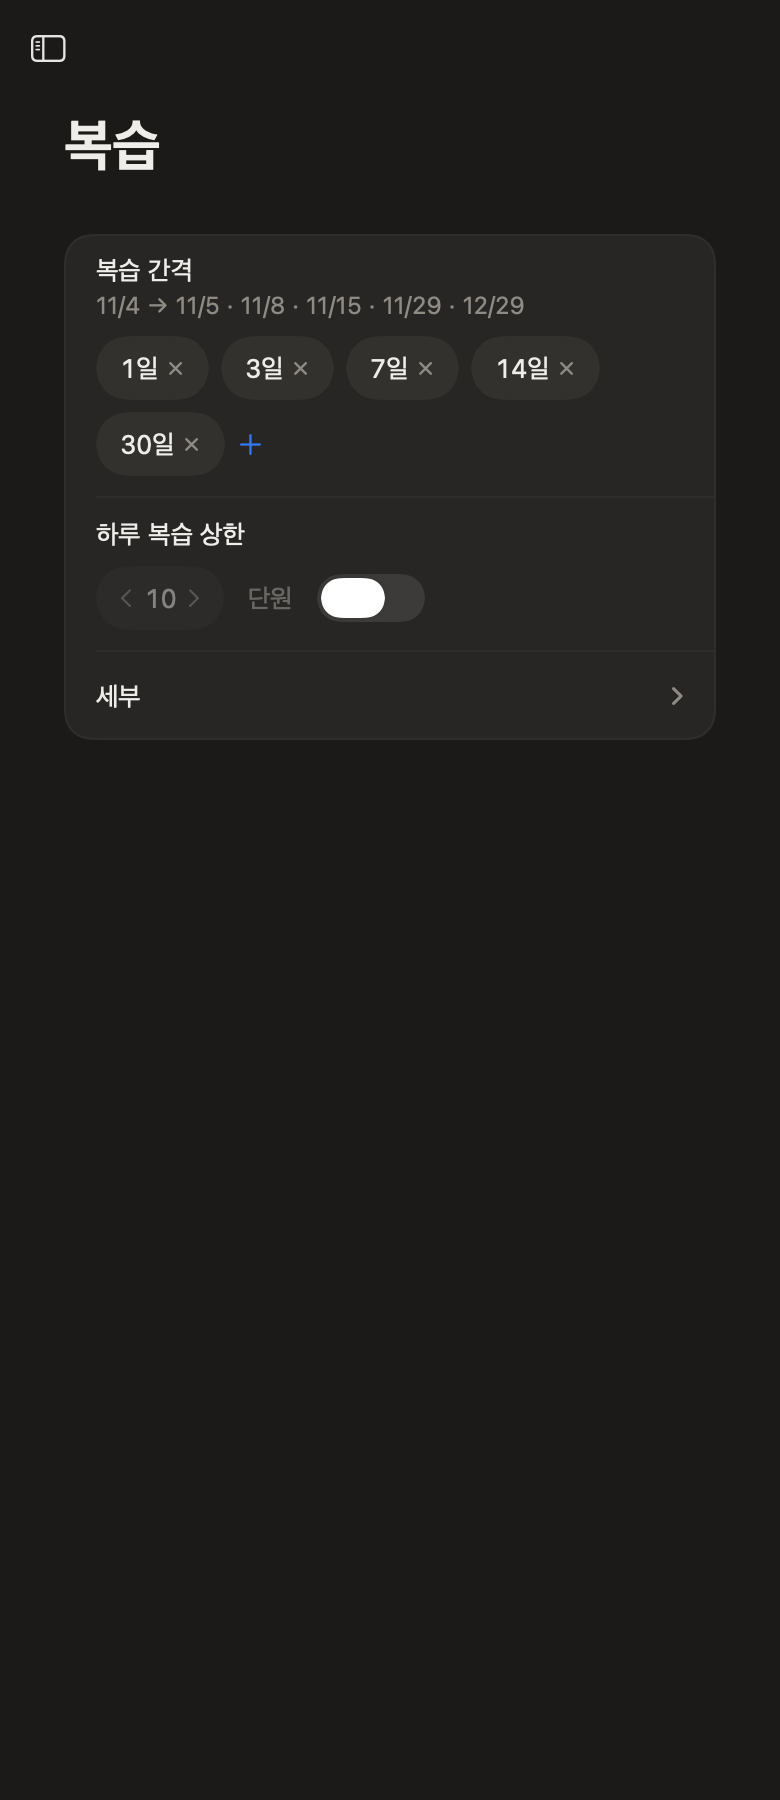 복습
복습 간격
11/4 → 11/5 · 11/8 · 11/15 · 11/29 · 12/29
1일 × 3일 × 7일 × 14일 ×
30일 × +
하루 복습 상한
< 10 > 단원
세부 >